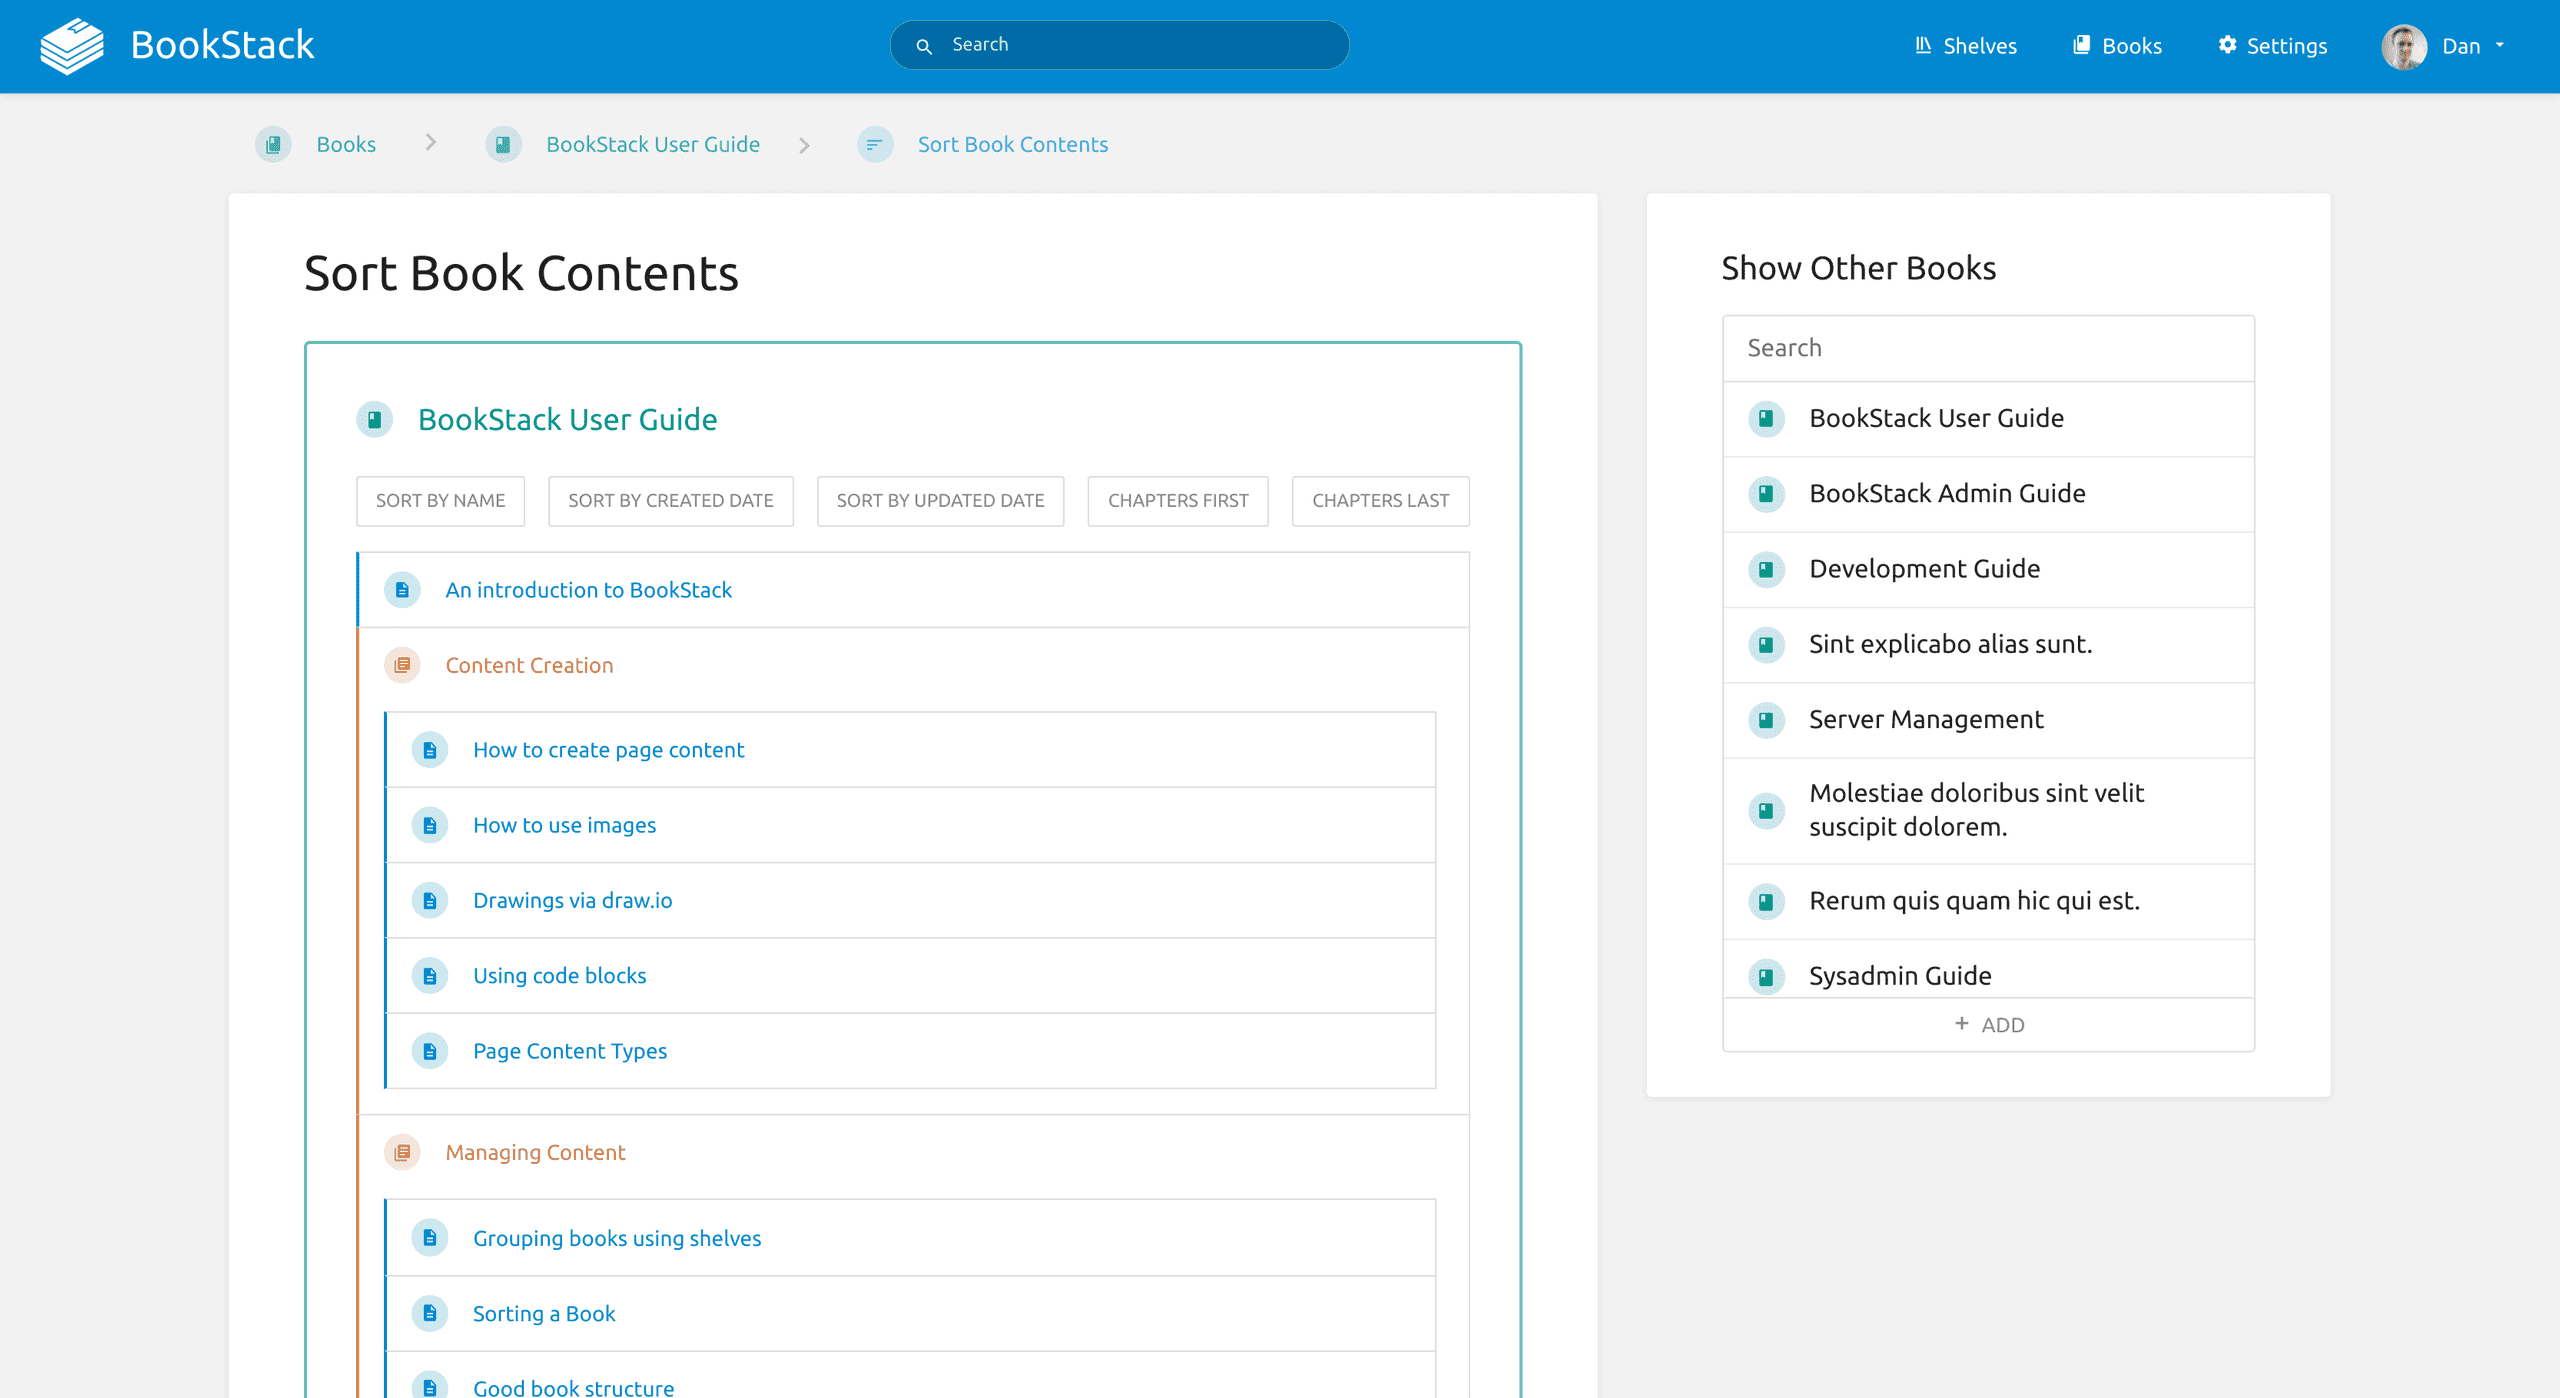 BookStack
Search
Shelves
Books
Settings
Dan
Books
BookStack User Guide
Sort Book Contents
Sort Book Contents
BookStack User Guide
SORT BY NAME
SORT BY CREATED DATE
SORT BY UPDATED DATE
CHAPTERS FIRST
CHAPTERS LAST
An introduction to BookStack
Content Creation
How to create page content
How to use images
Drawings via draw.io
Using code blocks
Page Content Types
Managing Content
Grouping books using shelves
Sorting a Book
Good book structure
Show Other Books
Search
BookStack User Guide
BookStack Admin Guide
Development Guide
Sint explicabo alias sunt.
Server Management
Molestiae doloribus sint velit
suscipit dolorem.
Rerum quis quam hic qui est.
Sysadmin Guide
+ ADD